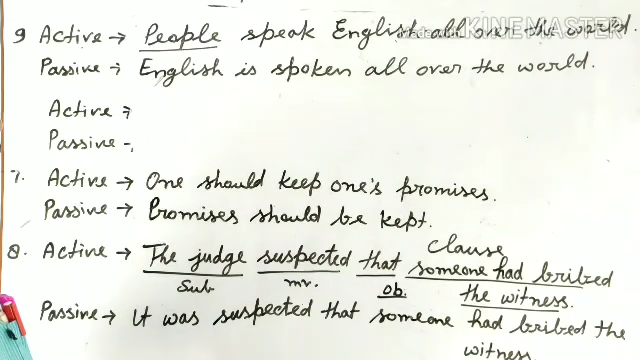 9 Active → People speak English all over the world.
Passive → English is spoken all over the world.
Active →
Passive →
7. Active → One should keep one's promises.
Passive → Promises should be kept.
8. Active → The judge suspected that someone had bribed
Clause
Sub mv. ob. the witness.
Passive → It was suspected that someone had bribed the
witness
KINEMASTER